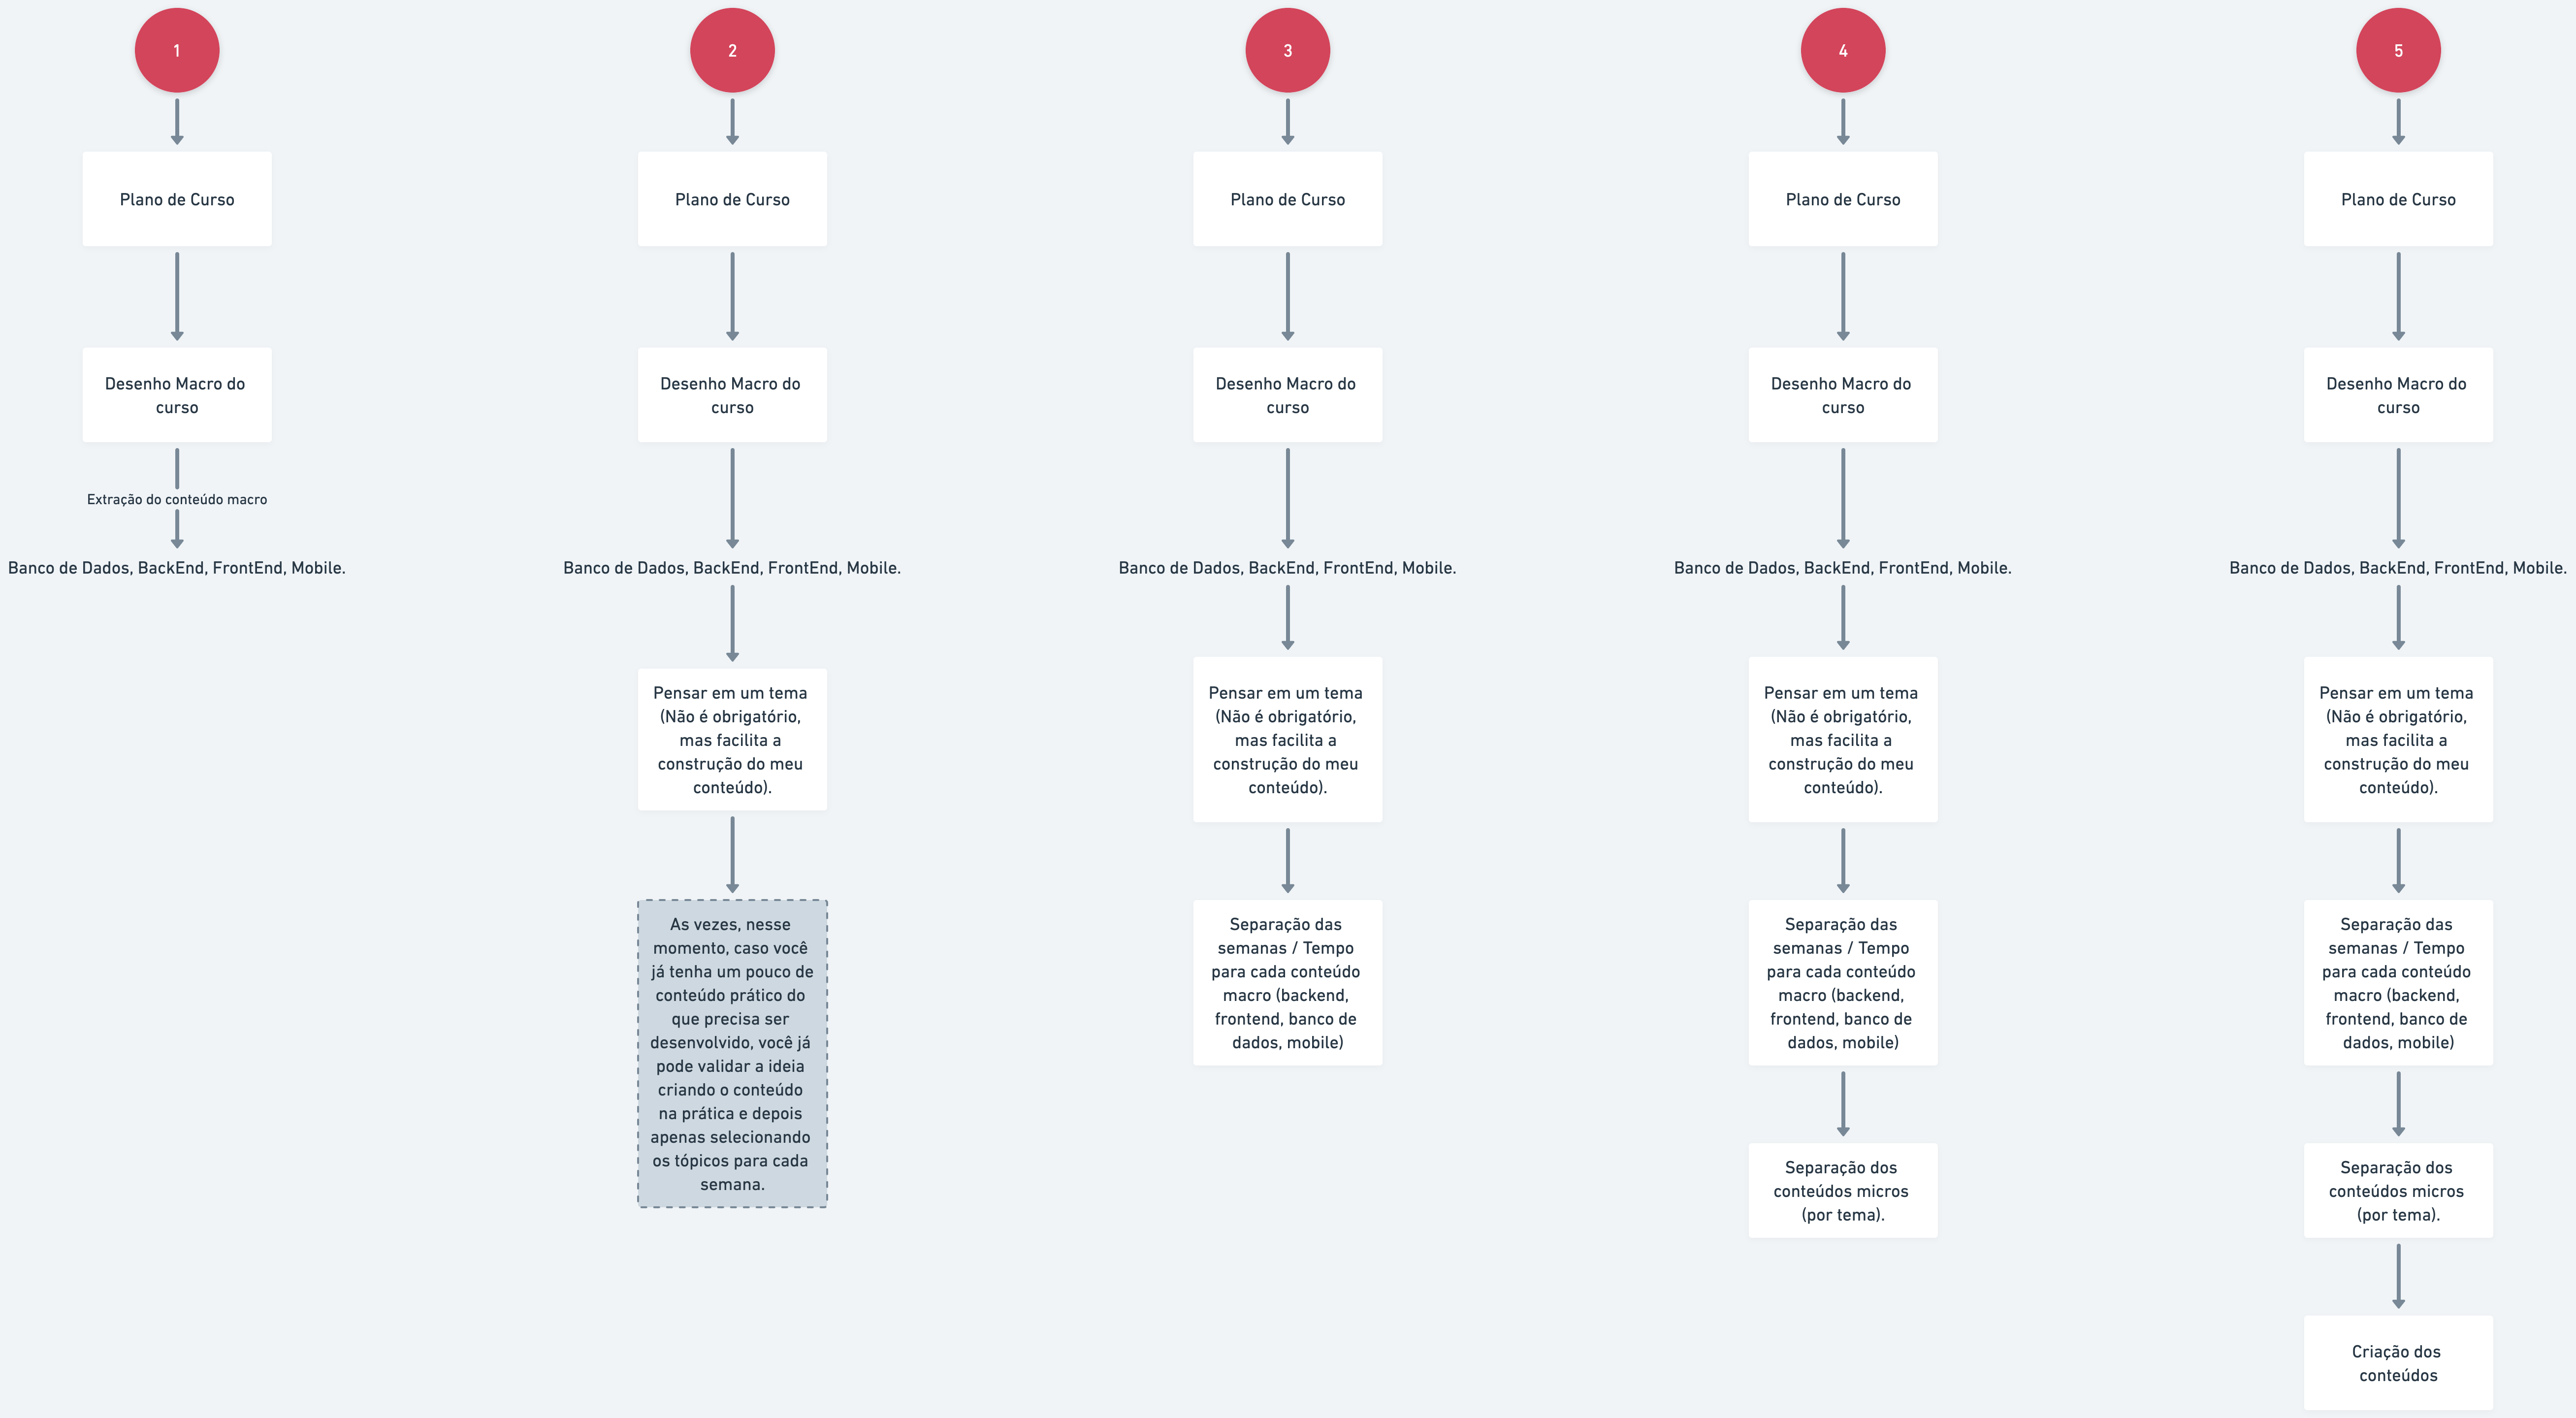 1
Plano de Curso
Desenho Macro do
curso
Extração do conteúdo macro
Banco de Dados, BackEnd, FrontEnd, Mobile.
2
Plano de Curso
Desenho Macro do
curso
Banco de Dados, BackEnd, FrontEnd, Mobile.
Pensar em um tema
(Não é obrigatório,
mas facilita a
construção do meu
conteúdo).
As vezes, nesse
momento, caso você
já tenha um pouco de
conteúdo prático do
que precisa ser
desenvolvido, você já
pode validar a ideia
criando o conteúdo
na prática e depois
apenas selecionando
os tópicos para cada
semana.
3
Plano de Curso
Desenho Macro do
curso
Banco de Dados, BackEnd, FrontEnd, Mobile.
Pensar em um tema
(Não é obrigatório,
mas facilita a
construção do meu
conteúdo).
Separação das
semanas / Tempo
para cada conteúdo
macro (backend,
frontend, banco de
dados, mobile)
4
Plano de Curso
Desenho Macro do
curso
Banco de Dados, BackEnd, FrontEnd, Mobile.
Pensar em um tema
(Não é obrigatório,
mas facilita a
construção do meu
conteúdo).
Separação das
semanas / Tempo
para cada conteúdo
macro (backend,
frontend, banco de
dados, mobile)
Separação dos
conteúdos micros
(por tema).
5
Plano de Curso
Desenho Macro do
curso
Banco de Dados, BackEnd, FrontEnd, Mobile.
Pensar em um tema
(Não é obrigatório,
mas facilita a
construção do meu
conteúdo).
Separação das
semanas / Tempo
para cada conteúdo
macro (backend,
frontend, banco de
dados, mobile)
Separação dos
conteúdos micros
(por tema).
Criação dos
conteúdos